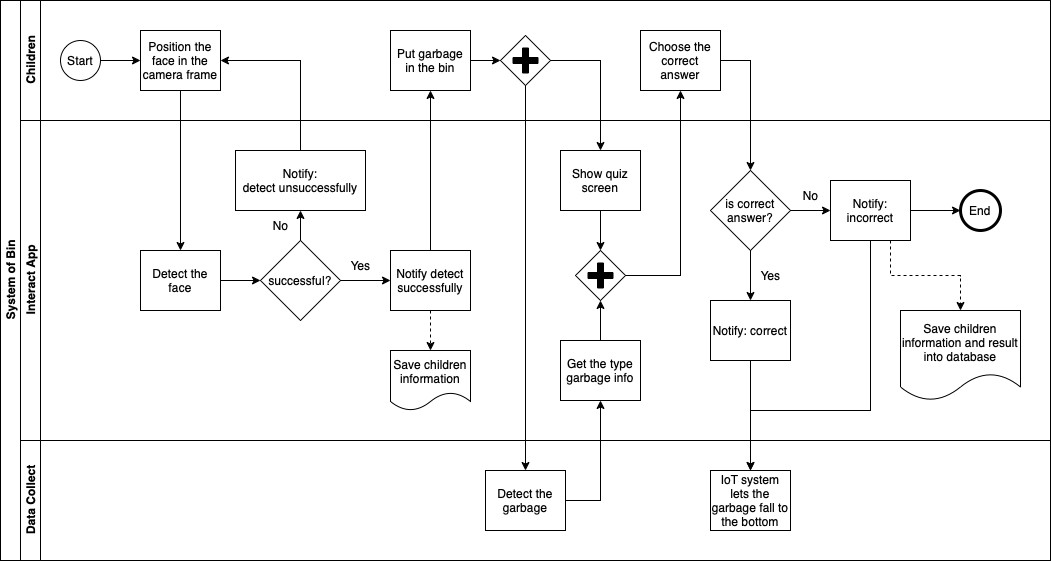 System of Bin
Children
Interact App
Data Collect
Start
Position the
face in the
camera frame
Put garbage
in the bin
Choose the
correct
answer
Notify:
detect unsuccessfully
No
Detect the
face
successful?
Yes
Notify detect
successfully
Save children
information
Show quiz
screen
Get the type
garbage info
is correct
answer?
No
Notify:
incorrect
End
Yes
Notify: correct
Save children
information and result
into database
Detect the
garbage
IoT system
lets the
garbage fall to
the bottom